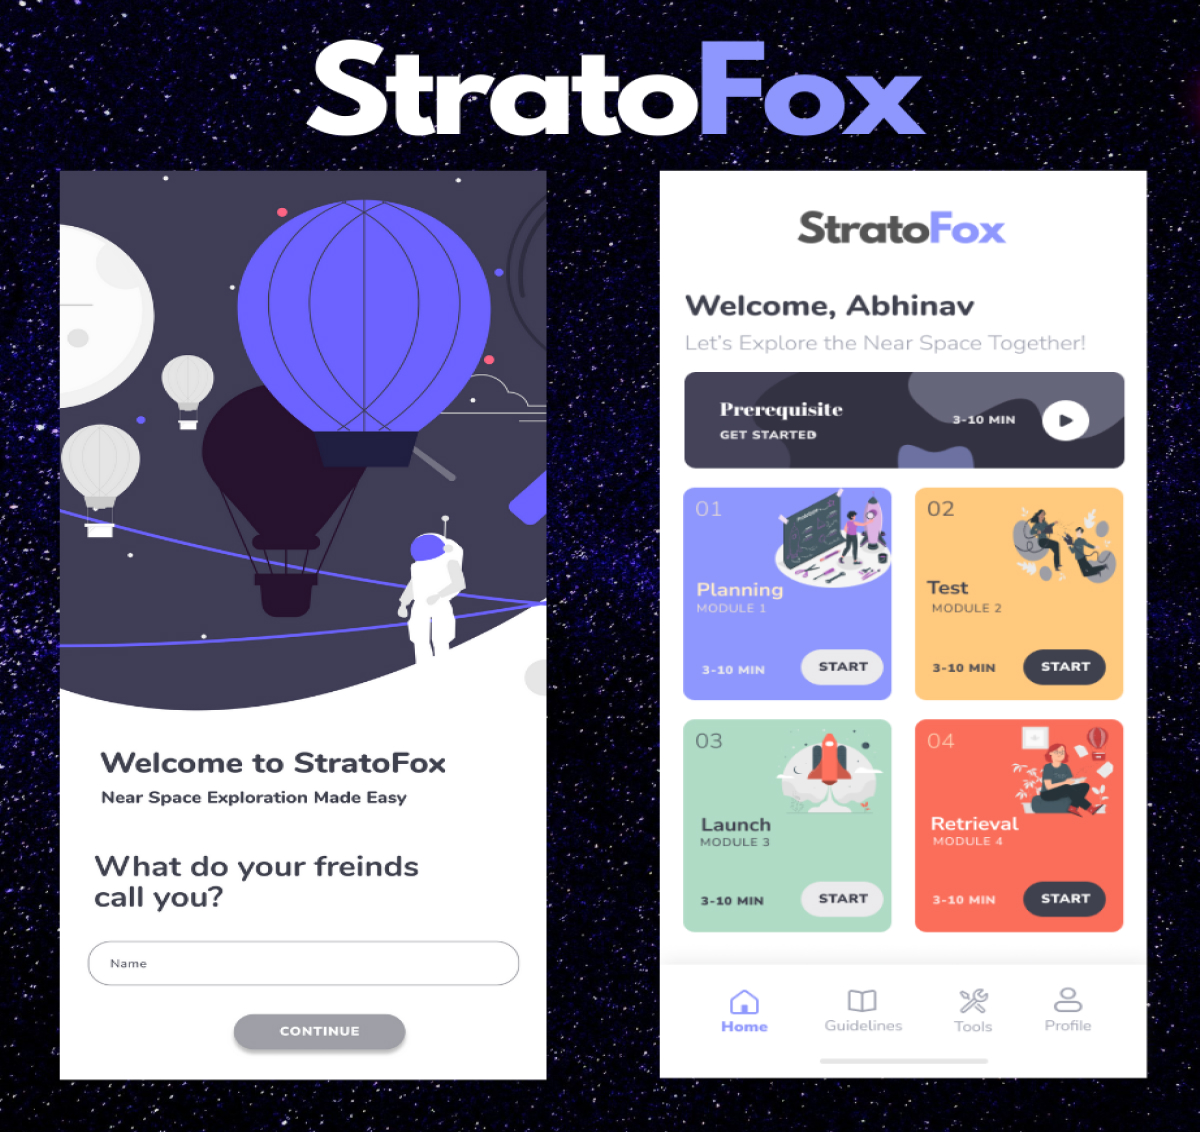 StratoFox
Welcome to StratoFox
Near Space Exploration Made Easy
What do your freinds
call you?
Name
CONTINUE
StratoFox
Welcome, Abhinav
Let's Explore the Near Space Together!
Prerequisite
GET STARTED
3-10 MIN
01
Planning
MODULE 1
3-10 MIN
START
02
Test
MODULE 2
3-10 MIN
START
03
Launch
MODULE 3
3-10 MIN
START
04
Retrieval
MODULE 4
3-10 MIN
START
Home
Guidelines
Tools
Profile